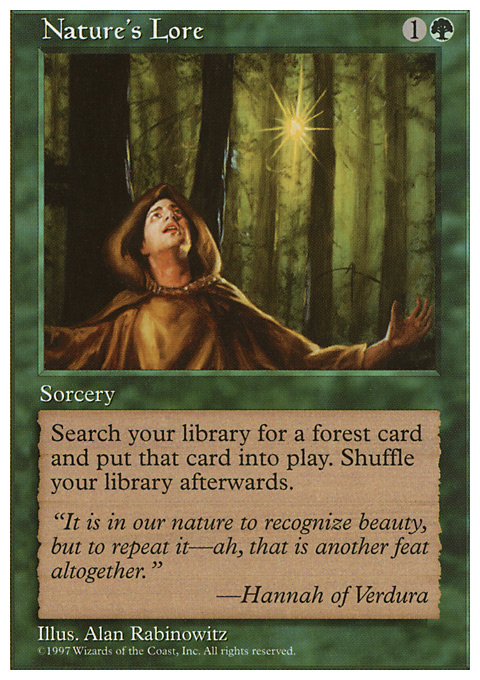 Nature's Lore 1
Sorcery
Search your library for a forest card
and put that card into play. Shuffle
your library afterwards.
"It is in our nature to recognize beauty,
but to repeat it—ah, that is another feat
altogether."
—Hannah of Verdura
Illus. Alan Rabinowitz
©1997 Wizards of the Coast, Inc. All rights reserved.